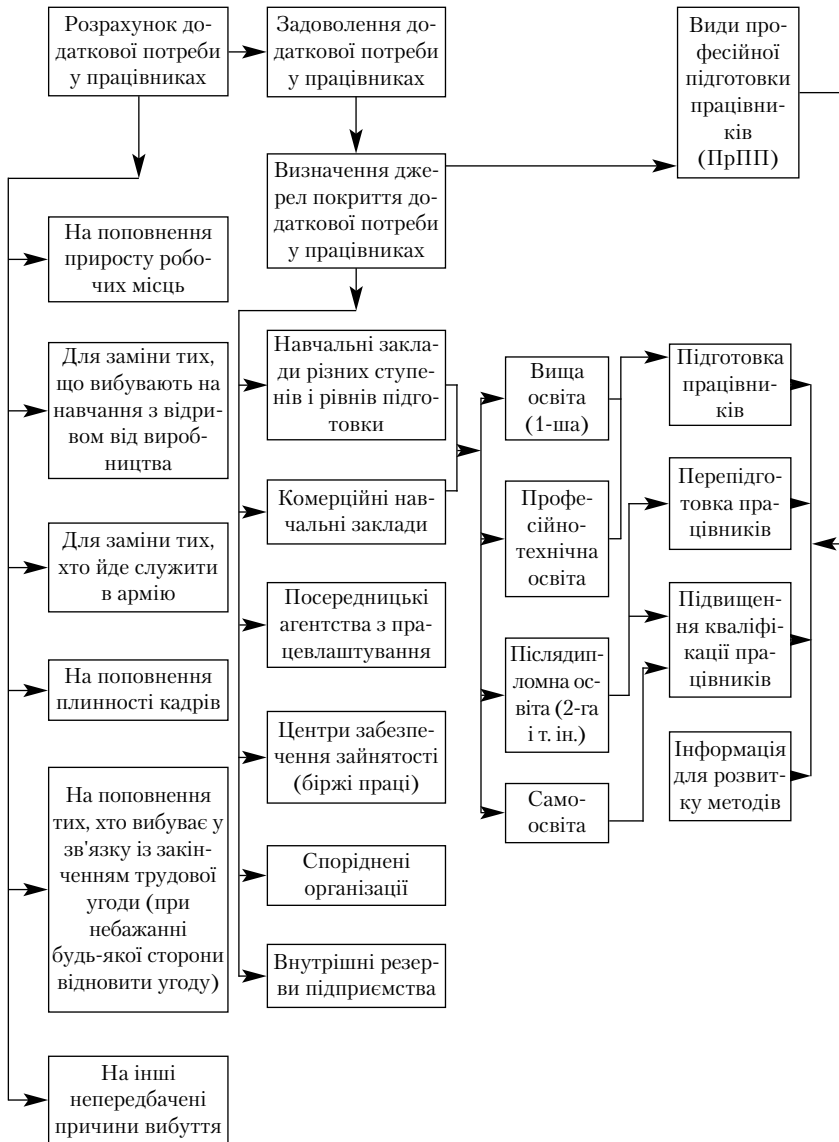 Розрахунок до-
даткової потреби
у працівниках
Задоволення до-
даткової потреби
у працівниках
Види про-
фесійної
підготовки
працівни-
ків
(ПрПП)
Визначення дже-
рел покриття до-
даткової потреби
у працівниках
На поповнення
приросту робо-
чих місць
Для заміни тих,
що вибувають на
навчання з відри-
вом від вироб-
ництва
Для заміни тих,
хто йде служити
в армію
На поповнення
плинності кадрів
На поповнення
тих, хто вибуває у
зв'язку із закін-
ченням трудової
угоди (при
небажанні
будь-якої сторони
відновити угоду)
На інші
непередбачені
причини вибуття
Навчальні закла-
ди різних ступе-
нів і рівнів підго-
товки
Комерційні нав-
чальні заклади
Посередницькі
агентства з пра-
цевлаштування
Центри забезпе-
чення зайнятості
(біржі праці)
Споріднені
організації
Внутрішні резер-
ви підприємства
Вища
освіта
(1-ша)
Профе-
сійно-
технічна
освіта
Післядип-
ломна ос-
віта (2-га
і т. ін.)
Само-
освіта
Підготовка
працівни-
ків
Перепідго-
товка пра-
цівників
Підвищен-
ня кваліфі-
кації пра-
цівників
Інформація
для розвит-
ку методів